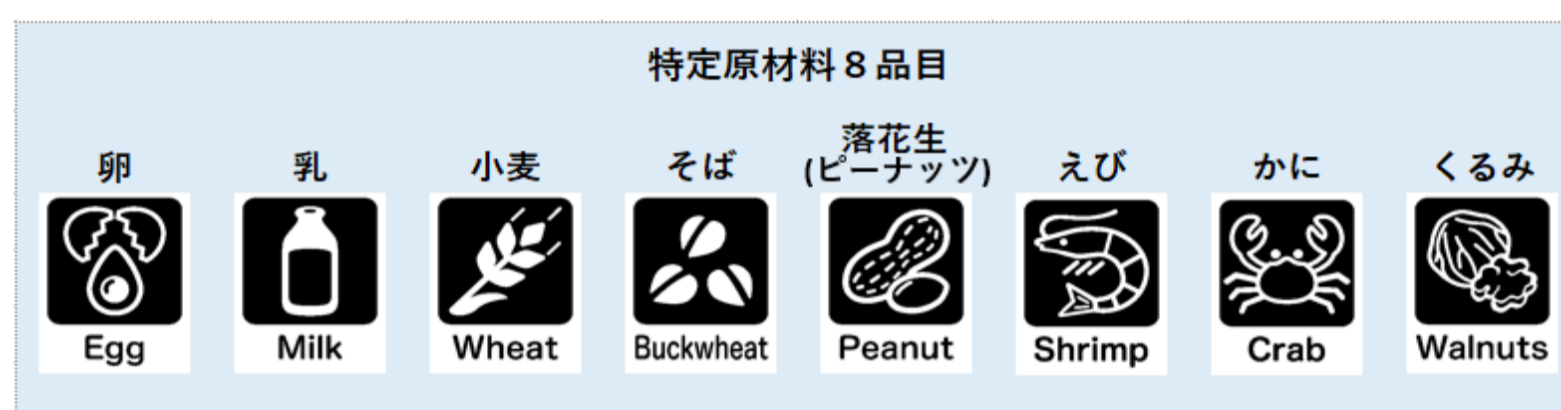 特定原材料８品目
卵 乳 小麦 そば 落花生
(ピーナッツ) えび かに くるみ
Egg Milk Wheat Buckwheat Peanut Shrimp Crab Walnuts